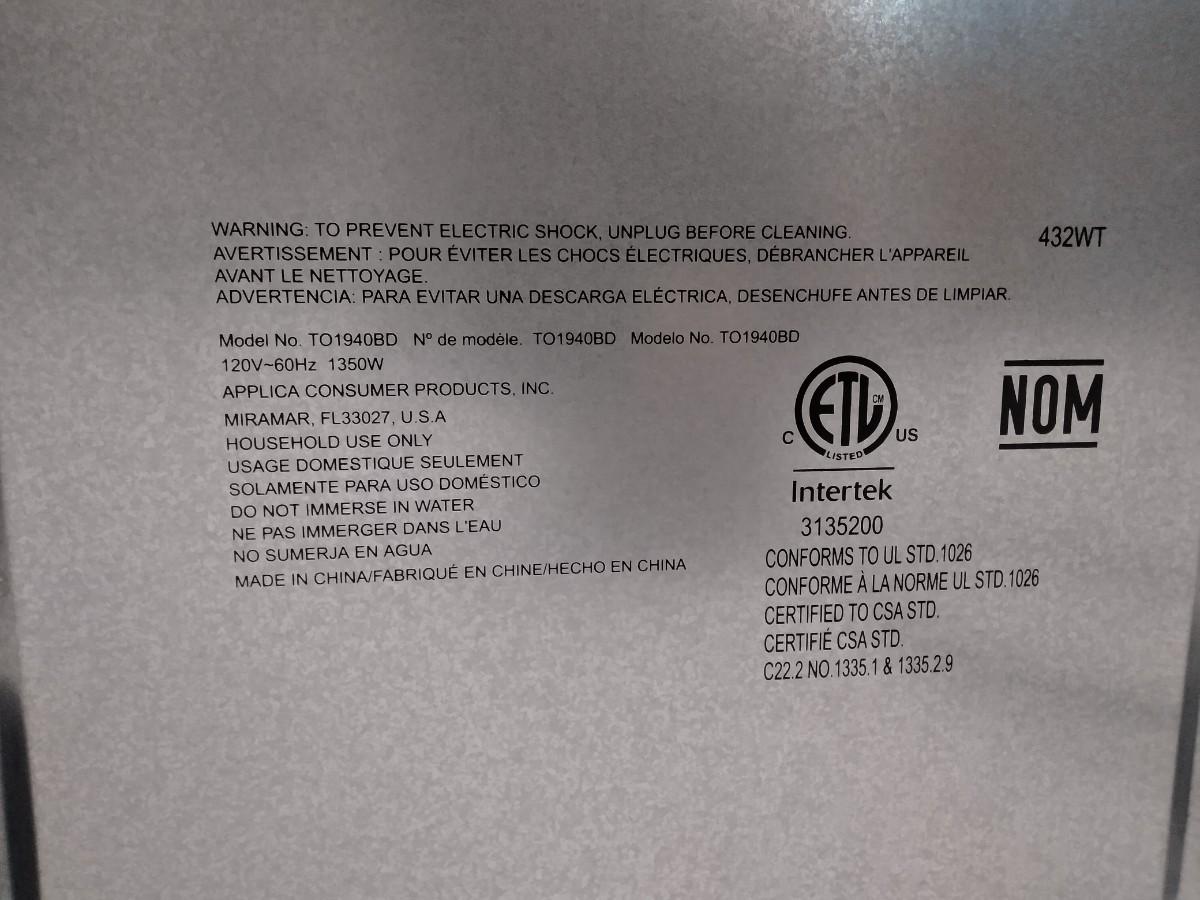 WARNING: TO PREVENT ELECTRIC SHOCK, UNPLUG BEFORE CLEANING.
AVERTISSEMENT : POUR ÉVITER LES CHOCS ÉLECTRIQUES, DÉBRANCHER L'APPAREIL
AVANT LE NETTOYAGE.
ADVERTENCIA: PARA EVITAR UNA DESCARGA ELÉCTRICA, DESENCHUFE ANTES DE LIMPIAR.
432WT
Model No. TO1940BD Nº de modèle. TO1940BD Modelo No. TO1940BD
120V~60Hz 1350W
APPLICA CONSUMER PRODUCTS, INC.
MIRAMAR, FL33027, U.S.A
HOUSEHOLD USE ONLY
USAGE DOMESTIQUE SEULEMENT
SOLAMENTE PARA USO DOMÉSTICO
DO NOT IMMERSE IN WATER
NE PAS IMMERGER DANS L'EAU
NO SUMERJA EN AGUA
MADE IN CHINA/FABRIQUÉ EN CHINE/HECHO EN CHINA
ETL CM
C US
LISTED
Intertek
3135200
CONFORMS TO UL STD.1026
CONFORME À LA NORME UL STD.1026
CERTIFIED TO CSA STD.
CERTIFIÉ CSA STD.
C22.2 NO.1335.1 & 1335.2.9
NOM